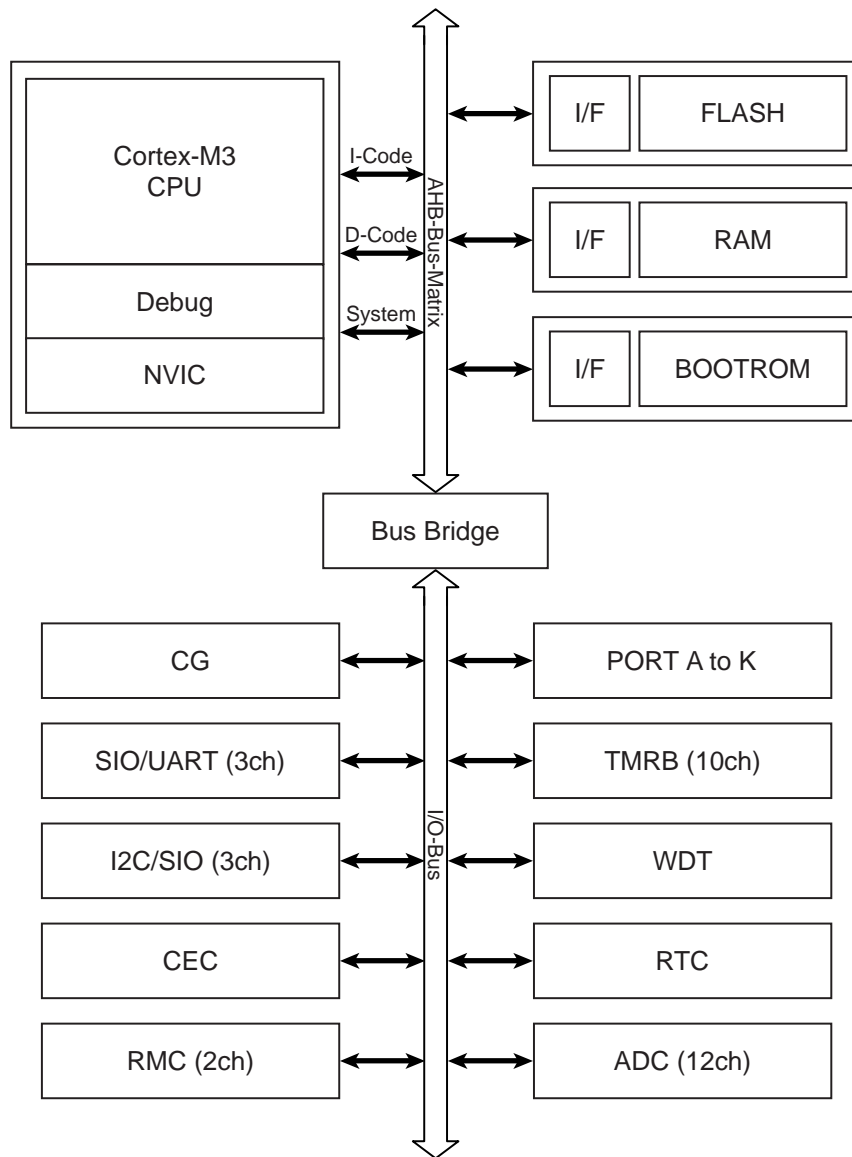 Cortex-M3
CPU
Debug
NVIC
I-Code
D-Code
System
AHB-Bus-Matrix
I/F
FLASH
I/F
RAM
I/F
BOOTROM
Bus Bridge
CG
PORT A to K
SIO/UART (3ch)
TMRB (10ch)
I/O-Bus
I2C/SIO (3ch)
WDT
CEC
RTC
RMC (2ch)
ADC (12ch)